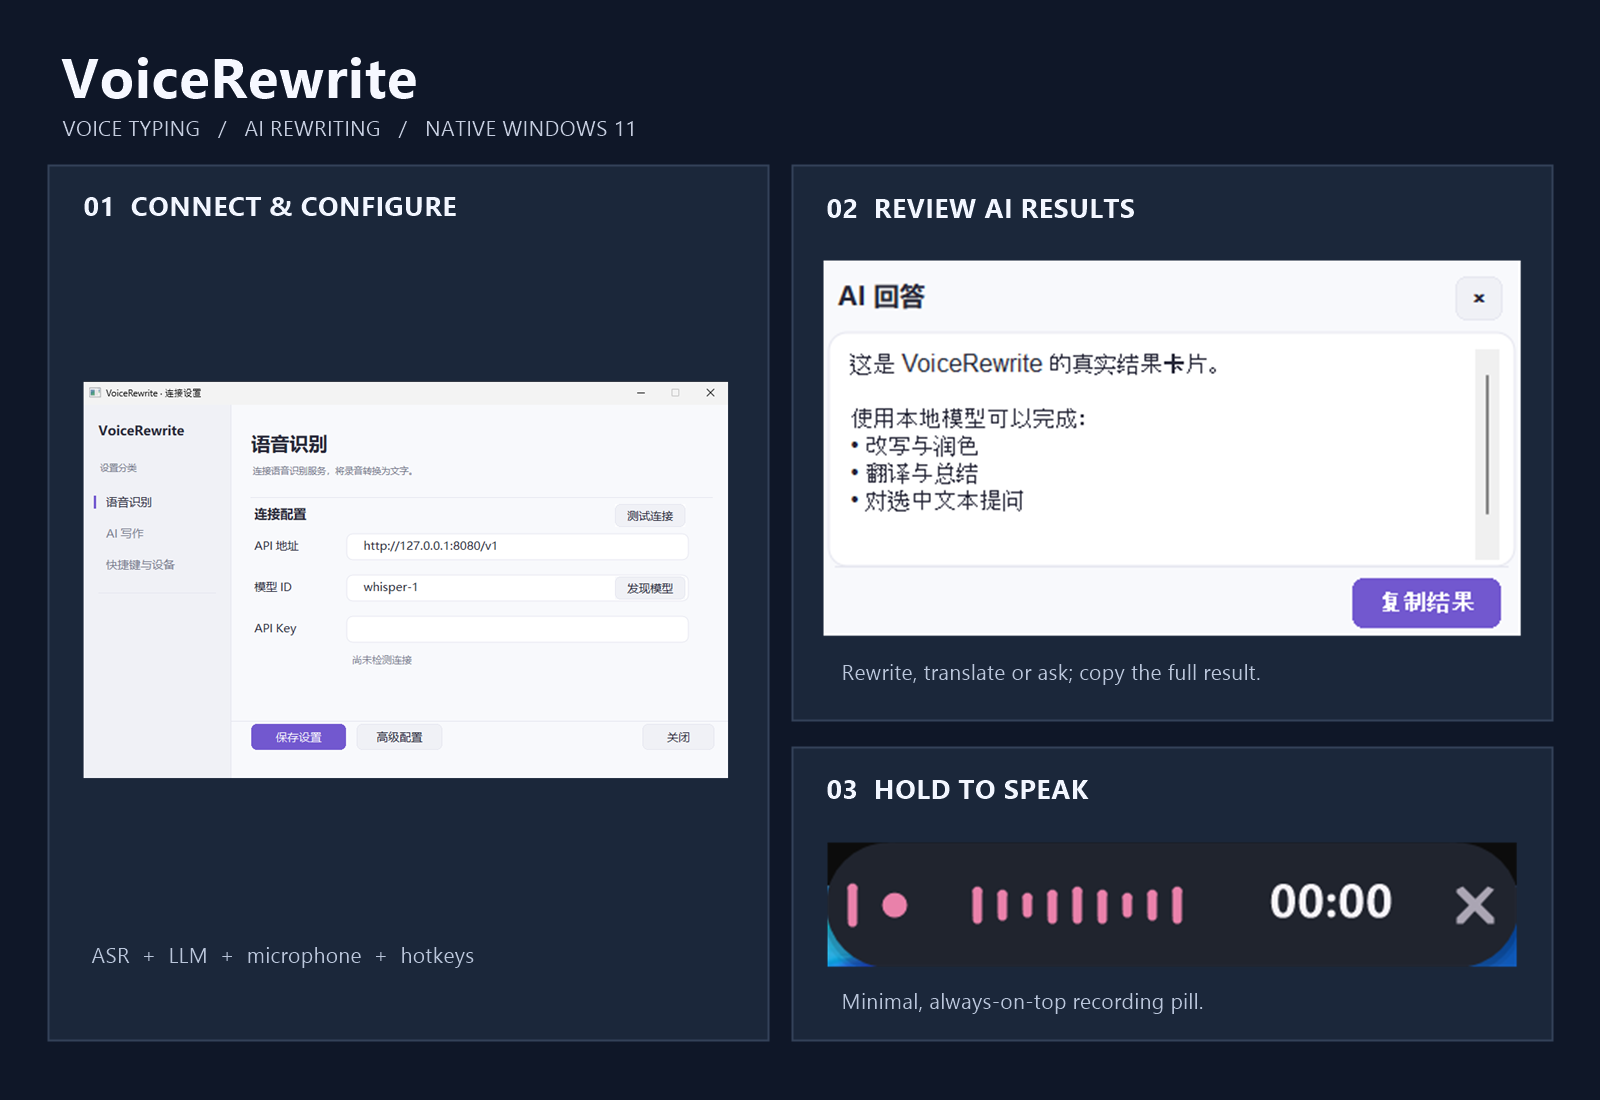 VoiceRewrite
VOICE TYPING / AI REWRITING / NATIVE WINDOWS 11
01 CONNECT & CONFIGURE
VoiceRewrite - 连接设置
VoiceRewrite
设置分类
语音识别
AI 写作
快捷键与设备
语音识别
连接语音识别服务，将录音转换为文字。
连接配置
测试连接
API 地址
http://127.0.0.1:8080/v1
模型 ID
whisper-1
发现模型
API Key
尚未检测连接
保存设置
高级配置
关闭
ASR + LLM + microphone + hotkeys
02 REVIEW AI RESULTS
AI 回答
这是 VoiceRewrite 的真实结果卡片。
使用本地模型可以完成：
• 改写与润色
• 翻译与总结
• 对选中文本提问
复制结果
Rewrite, translate or ask; copy the full result.
03 HOLD TO SPEAK
00:00
Minimal, always-on-top recording pill.